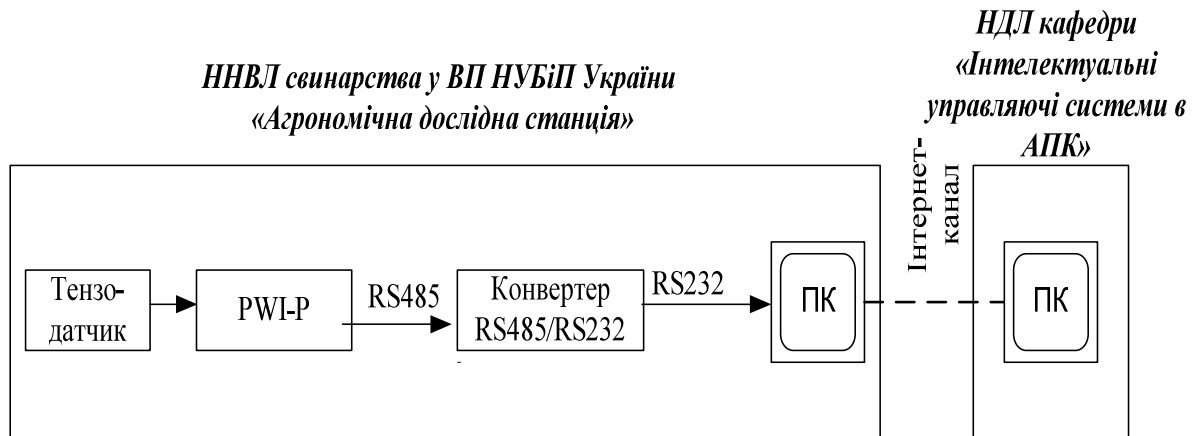 ННВЛ свинарства у ВП НУБіП України
«Агрономічна дослідна станція»
НДЛ кафедри
«Інтелектуальні
управляючі системи в
АПК»
Тензо-
датчик
PWI-P
RS485
Конвертер
RS485/RS232
RS232
ПК
Інтернет-
канал
ПК